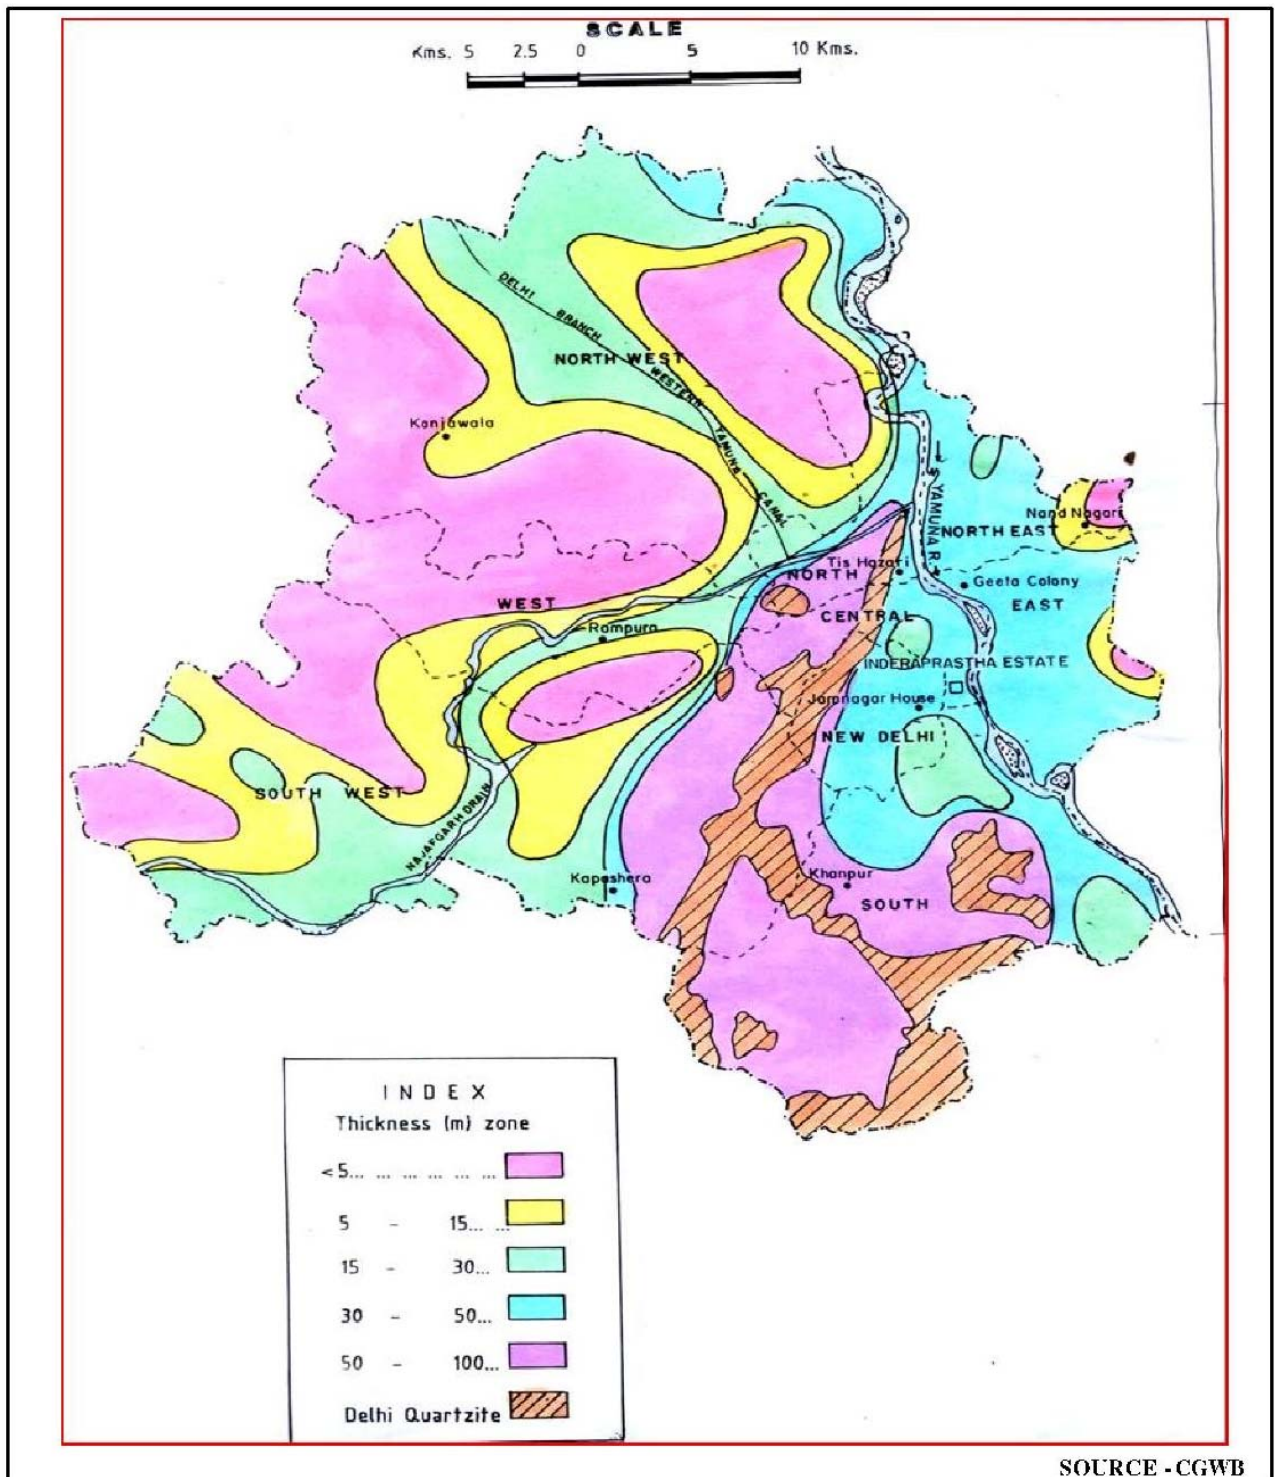 SCALE
Kms. 5 2.5 0 5 10 Kms.
DELHI BRANCH WESTERN YAMUNA CANAL
NORTH WEST
Kanjawala
YAMUNA R
Nand Nagari
NORTH EAST
Tis Hazari
NORTH
Geeta Colony
WEST
EAST
CENTRAL
Rampura
INDERAPRASTHA ESTATE
Jamnagar House
NEW DELHI
SOUTH WEST
NAJAFGARH DRAIN
Kapashera
Khanpur
SOUTH
INDEX
Thickness (m) zone
<5... ... ... ... ... ...
5 - 15... ...
15 - 30...
30 - 50...
50 - 100...
Delhi Quartzite
SOURCE - CGWB